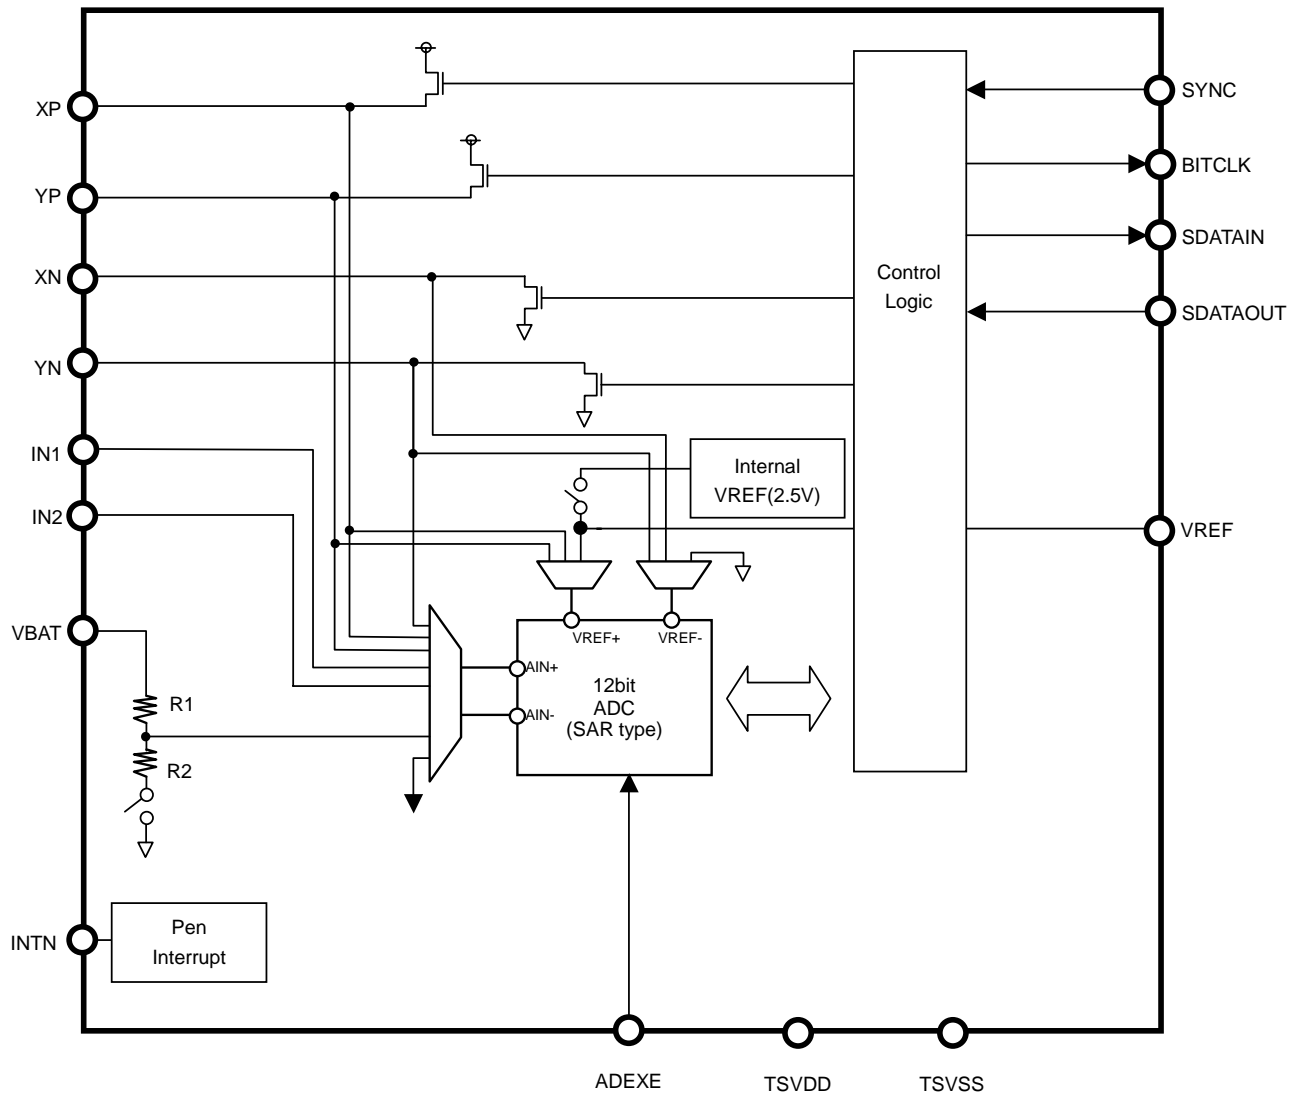 XP
SYNC
BITCLK
YP
SDATAIN
XN
Control
Logic
SDATAOUT
YN
IN1
Internal
VREF(2.5V)
IN2
VREF
VBAT
VREF+
VREF-
AIN+
12bit
ADC
(SAR type)
AIN-
R1
R2
Pen
Interrupt
INTN
ADEXE
TSVDD
TSVSS